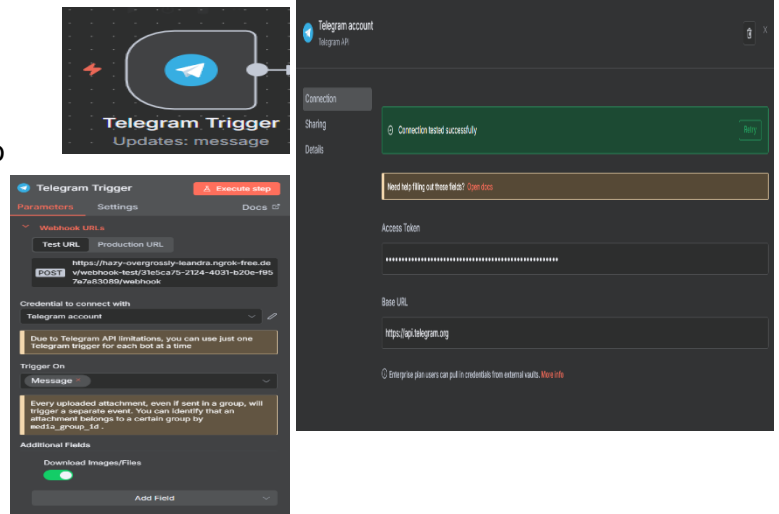 Telegram Trigger
Updates: message
Telegram account
Telegram API
Connection
Sharing
Details
Connection tested successfully
Retry
Need help filling out these fields? Open docs
Access Token
Base URL
https://api.telegram.org
Enterprise plan users can pull in credentials from external vaults. More info
Telegram Trigger
Execute step
Parameters
Settings
Docs
Webhook URLs
Test URL
Production URL
POST
https://hazy-overgrossly-leandra.ngrok-free.de
v/webhook-test/31e5ca75-2124-4031-b20e-f95
7e7a83089/webhook
Credential to connect with
Telegram account
Due to Telegram API limitations, you can use just one
Telegram trigger for each bot at a time
Trigger On
Message
Every uploaded attachment, even if sent in a group, will
trigger a separate event. You can identify that an
attachment belongs to a certain group by
media_group_id .
Additional Fields
Download Images/Files
Add Field